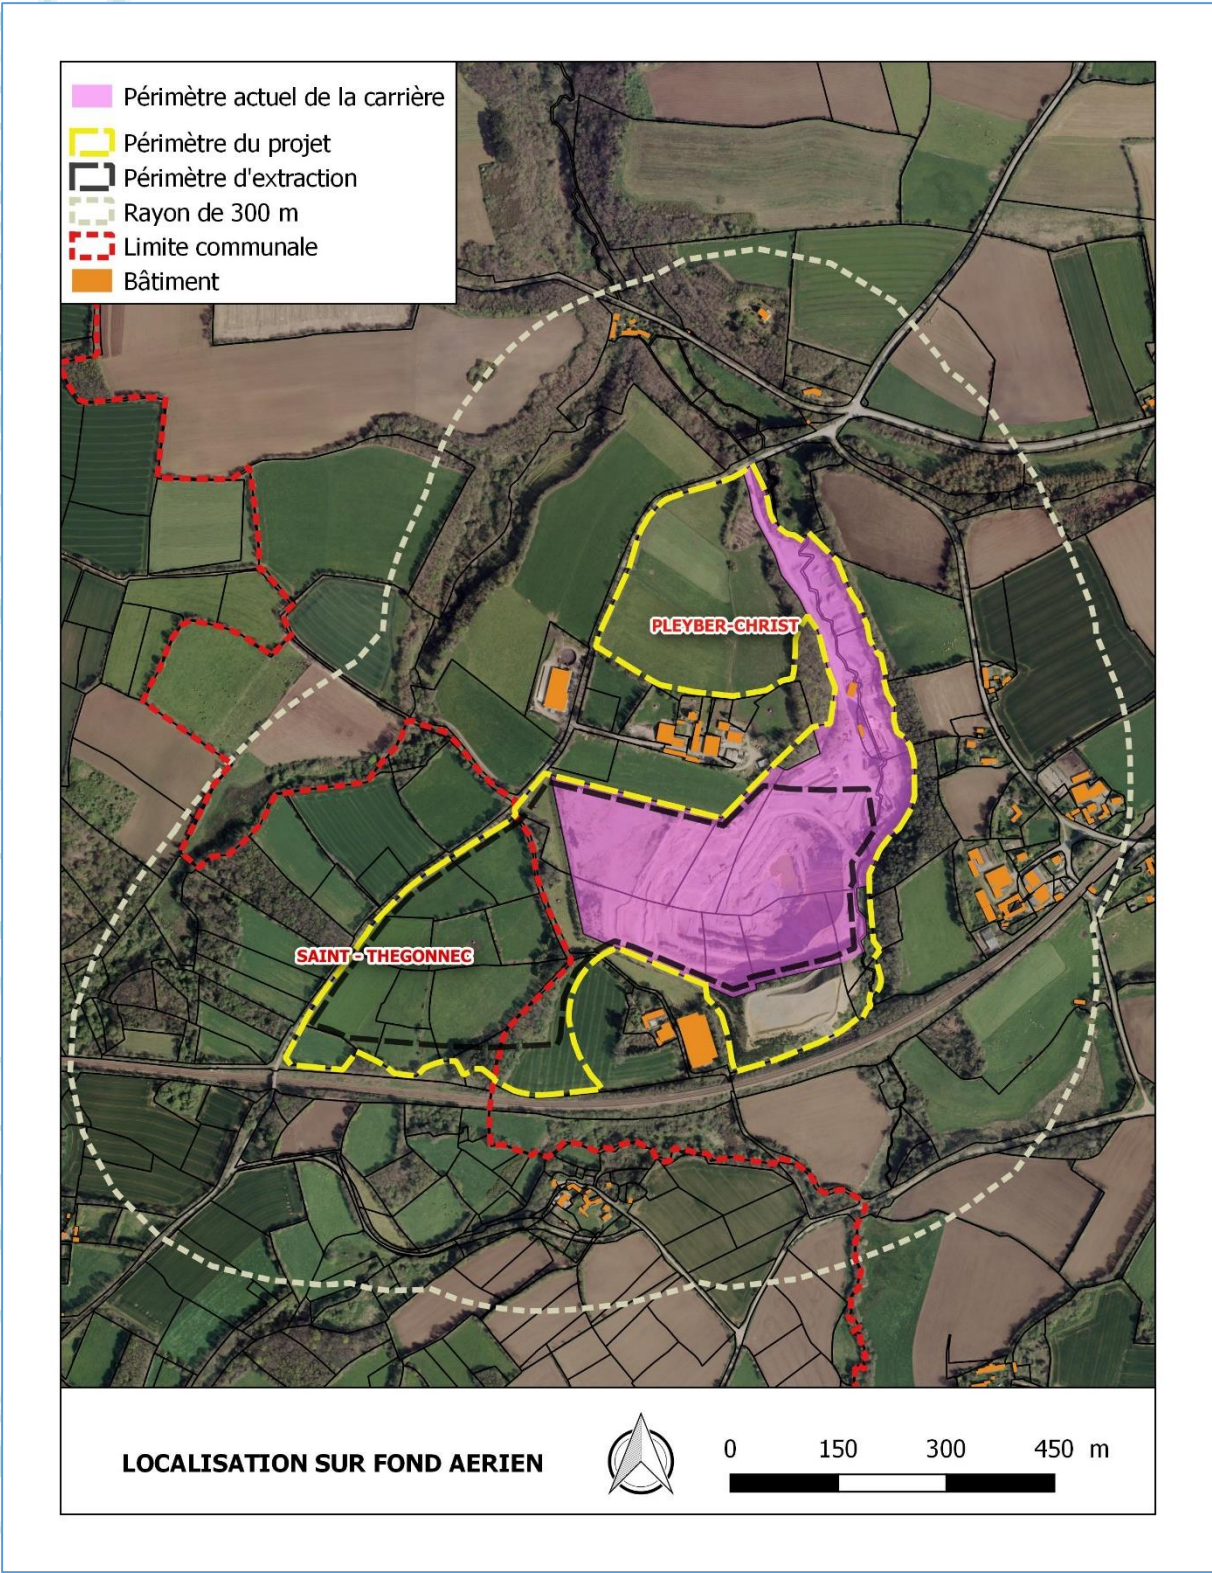 Périmètre actuel de la carrière
Périmètre du projet
Périmètre d'extraction
Rayon de 300 m
Limite communale
Bâtiment
PLEYBER-CHRIST
SAINT - THEGONNEC
LOCALISATION SUR FOND AERIEN
0 150 300 450 m